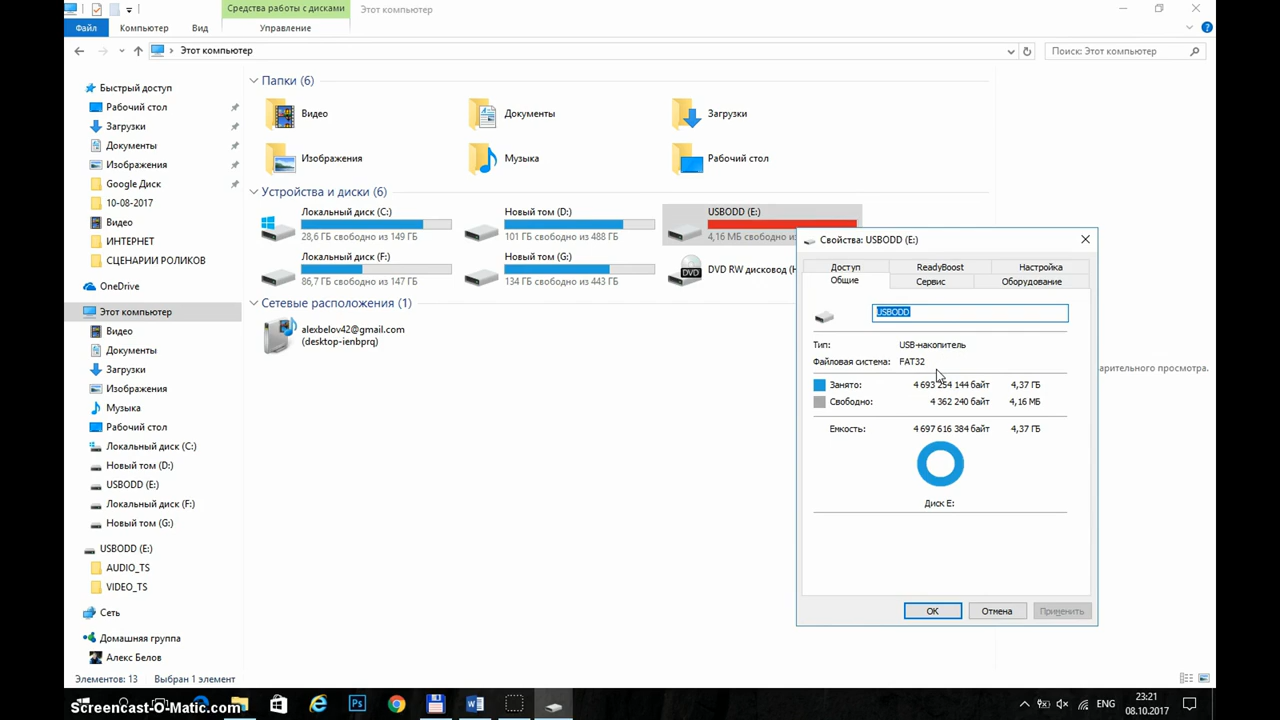 Средства работы с дисками
Этот компьютер
Файл
Компьютер
Вид
Управление
Этот компьютер
Поиск: Этот компьютер
Быстрый доступ
Рабочий стол
Загрузки
Документы
Изображения
Google Диск
10-08-2017
Видео
ИНТЕРНЕТ
СЦЕНАРИИ РОЛИКОВ
OneDrive
Этот компьютер
Видео
Документы
Загрузки
Изображения
Музыка
Рабочий стол
Локальный диск (C:)
Новый том (D:)
USBODD (E:)
Локальный диск (F:)
Новый том (G:)
USBODD (E:)
AUDIO_TS
VIDEO_TS
Сеть
Домашняя группа
Алекс Белов
Папки (6)
Видео
Документы
Загрузки
Изображения
Музыка
Рабочий стол
Устройства и диски (6)
Локальный диск (C:)
28,6 ГБ свободно из 149 ГБ
Новый том (D:)
101 ГБ свободно из 488 ГБ
USBODD (E:)
4,16 МБ свободно из
Локальный диск (F:)
86,7 ГБ свободно из 147 ГБ
Новый том (G:)
134 ГБ свободно из 443 ГБ
DVD
DVD RW дисковод (H
Сетевые расположения (1)
alexbelov42@gmail.com
(desktop-ienbprq)
арительного просмотра.
Свойства: USBODD (E:)
Доступ
ReadyBoost
Настройка
Общие
Сервис
Оборудование
USBODD
Тип:
USB-накопитель
Файловая система:
FAT32
Занято:
4 693 254 144 байт
4,37 ГБ
Свободно:
4 362 240 байт
4,16 МБ
Емкость:
4 697 616 384 байт
4,37 ГБ
Диск E:
OK
Отмена
Применить
Элементов: 13
Выбран 1 элемент
Screencast-O-Matic.com
Ps
ENG
23:21
08.10.2017